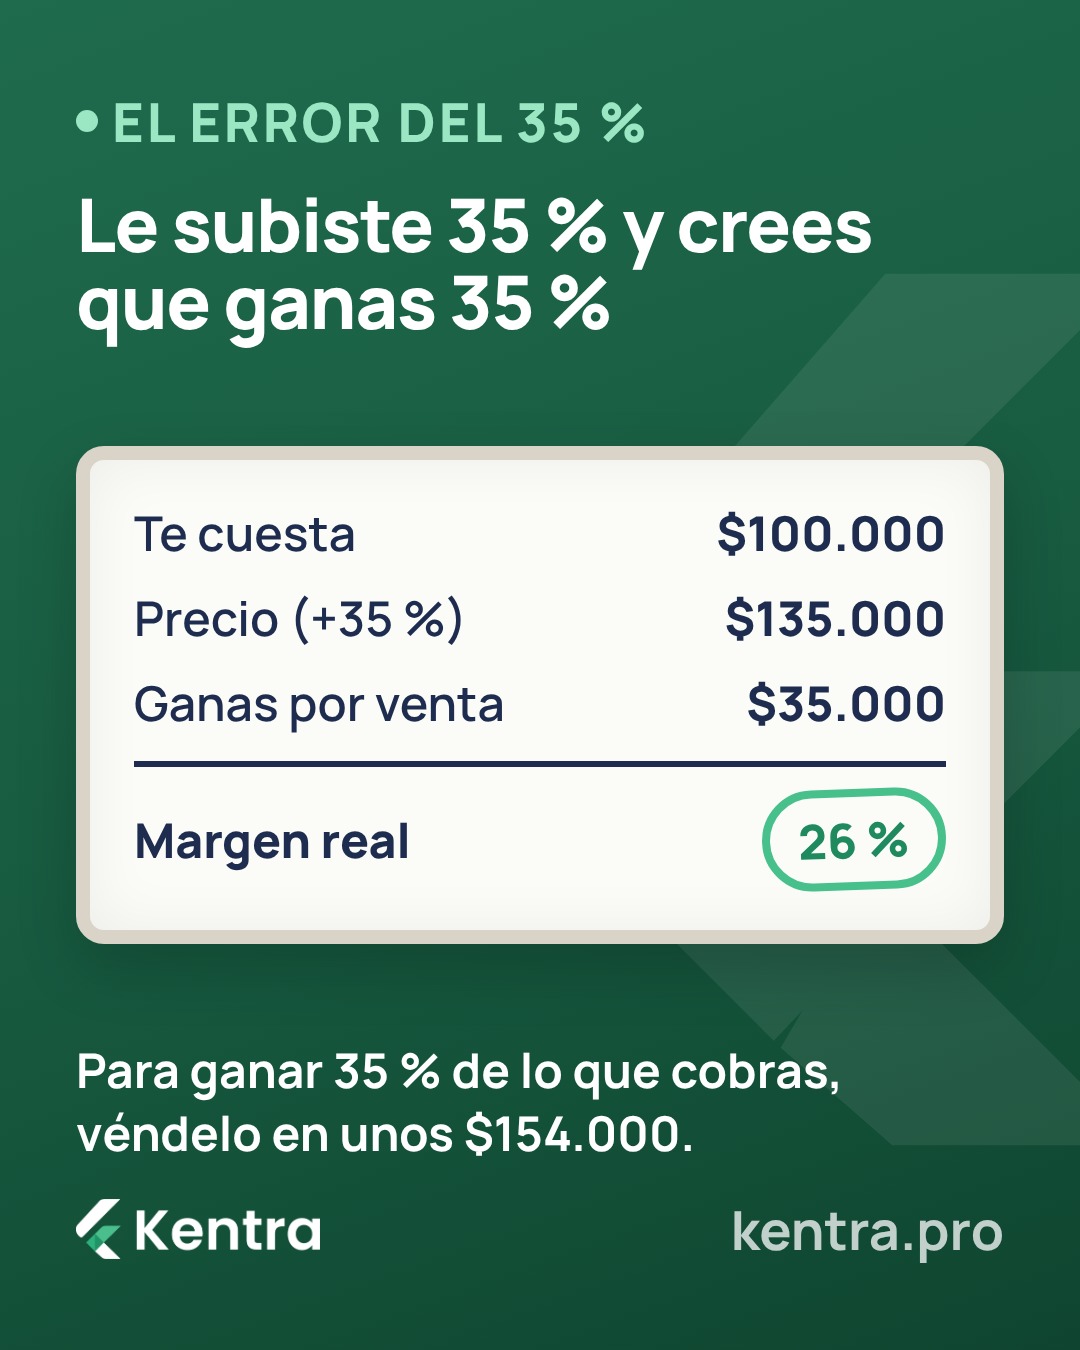 EL ERROR DEL 35 %
Le subiste 35 % y crees
que ganas 35 %
Te cuesta $100.000
Precio (+35 %) $135.000
Ganas por venta $35.000
Margen real 26 %
Para ganar 35 % de lo que cobras,
véndelo en unos $154.000.
Kentra kentra.pro